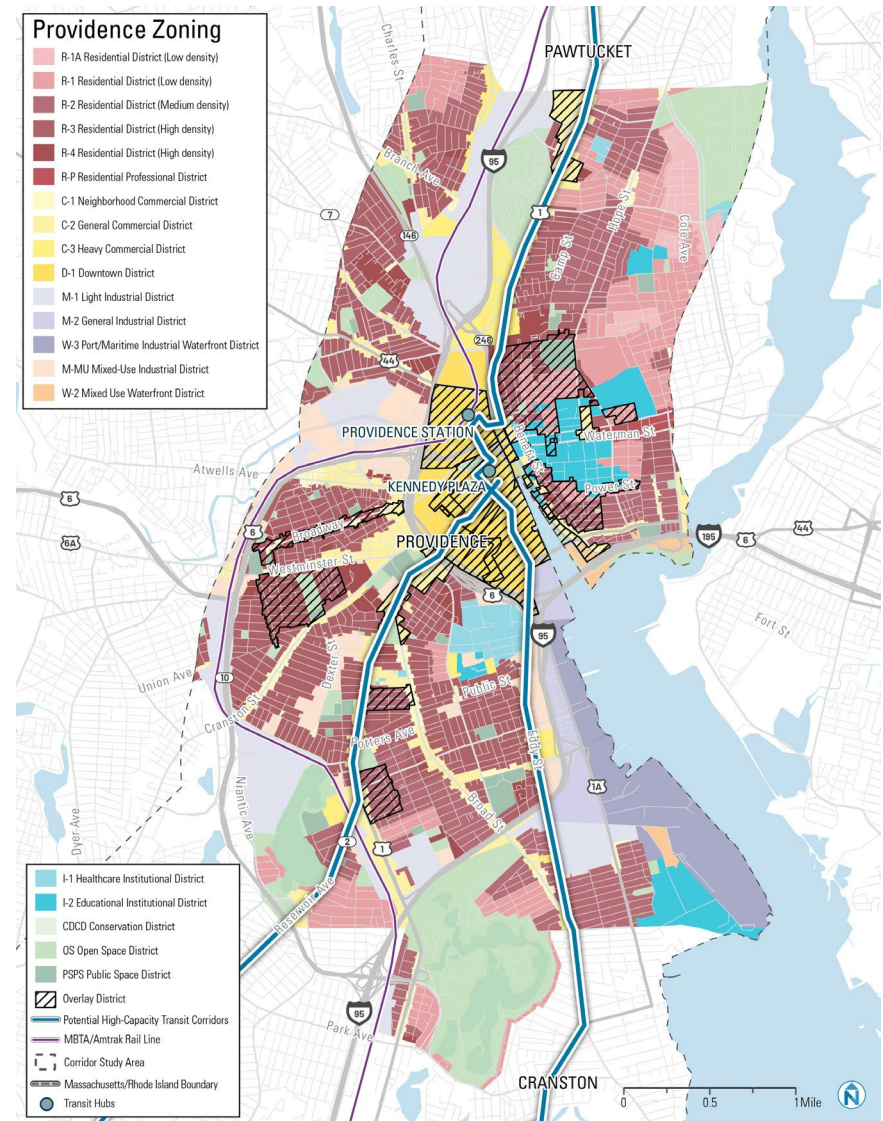 Providence Zoning
R-1A Residential District (Low density)
R-1 Residential District (Low density)
R-2 Residential District (Medium density)
R-3 Residential District (High density)
R-4 Residential District (High density)
R-P Residential Professional District
C-1 Neighborhood Commercial District
C-2 General Commercial District
C-3 Heavy Commercial District
D-1 Downtown District
M-1 Light Industrial District
M-2 General Industrial District
W-3 Port/Maritime Industrial Waterfront District
M-MU Mixed-Use Industrial District
W-2 Mixed Use Waterfront District
PAWTUCKET
Charles St
Branch Ave
95
7
1
146
Hope St
Camp St
Cole Ave
246
44
PROVIDENCE STATION
Benefit St
Waterman St
Atwells Ave
KENNEDY PLAZA
Power St
6
6
Broadway
6A
PROVIDENCE
195
6
44
Westminster St
6
95
Fort St
Union Ave
10
Dexter St
Public St
Cranston St
Potters Ave
Eddy St
Niantic Ave
1A
Dyer Ave
Broad St
2
1
Reservoir Ave
95
Park Ave
CRANSTON
I-1 Healthcare Institutional District
I-2 Educational Institutional District
CDCD Conservation District
OS Open Space District
PSPS Public Space District
Overlay District
Potential High-Capacity Transit Corridors
MBTA/Amtrak Rail Line
Corridor Study Area
Massachusetts/Rhode Island Boundary
Transit Hubs
0 0.5 1 Mile
N